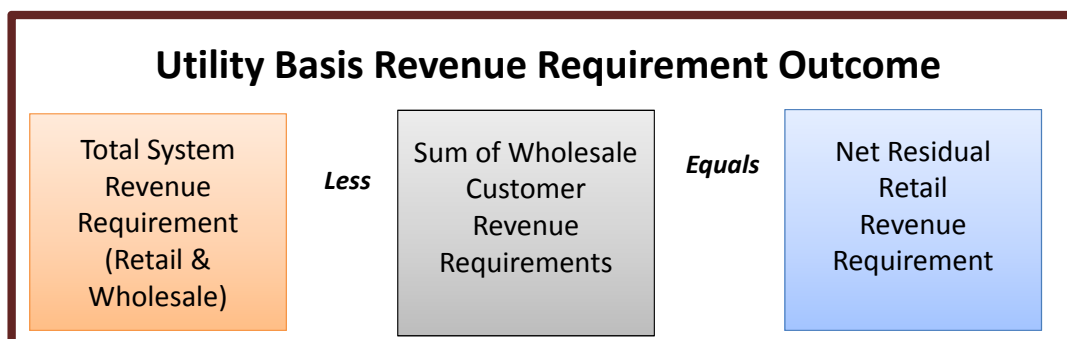 Utility Basis Revenue Requirement Outcome
Total System
Revenue
Requirement
(Retail &
Wholesale)
Less
Sum of Wholesale
Customer
Revenue
Requirements
Equals
Net Residual
Retail
Revenue
Requirement